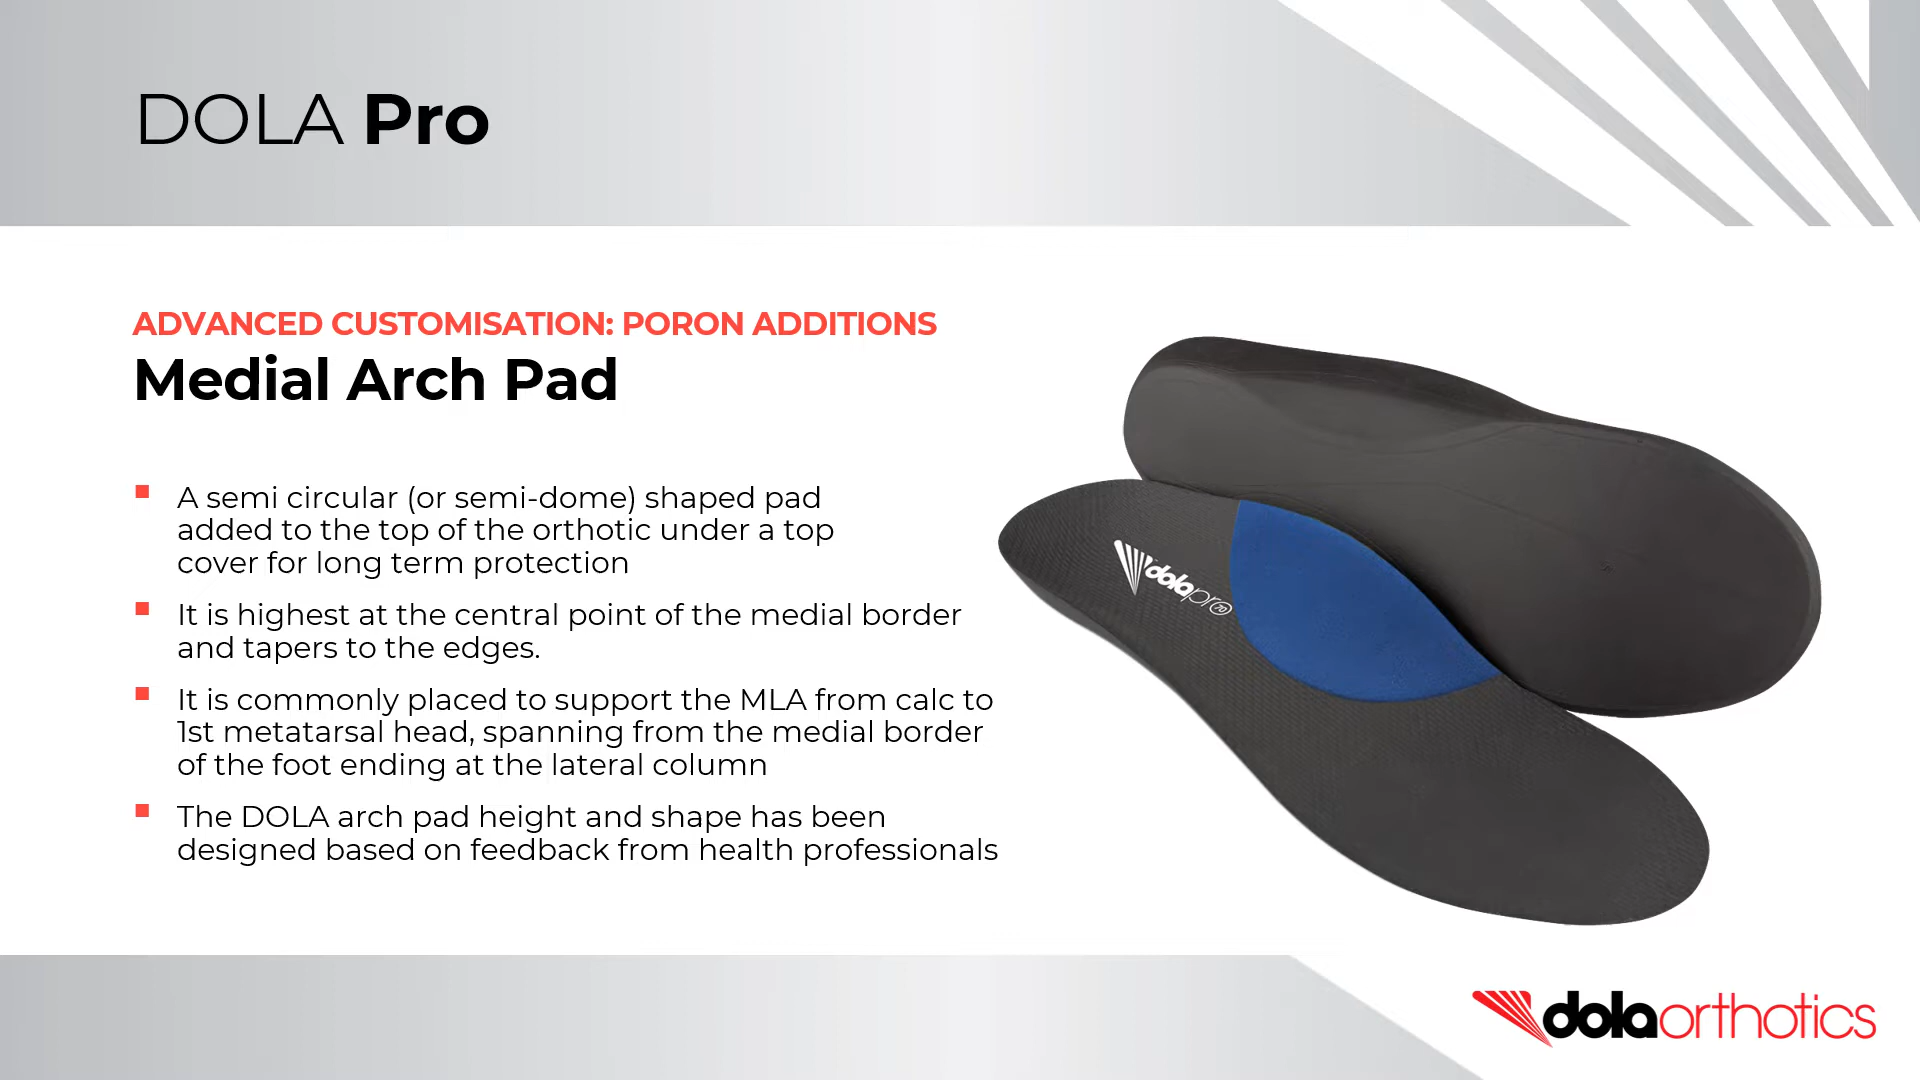 DOLA Pro
ADVANCED CUSTOMISATION: PORON ADDITIONS
Medial Arch Pad
A semi circular (or semi-dome) shaped pad
added to the top of the orthotic under a top
cover for long term protection
It is highest at the central point of the medial border
and tapers to the edges.
It is commonly placed to support the MLA from calc to
1st metatarsal head, spanning from the medial border
of the foot ending at the lateral column
The DOLA arch pad height and shape has been
designed based on feedback from health professionals
dolapro 70
dolaorthotics